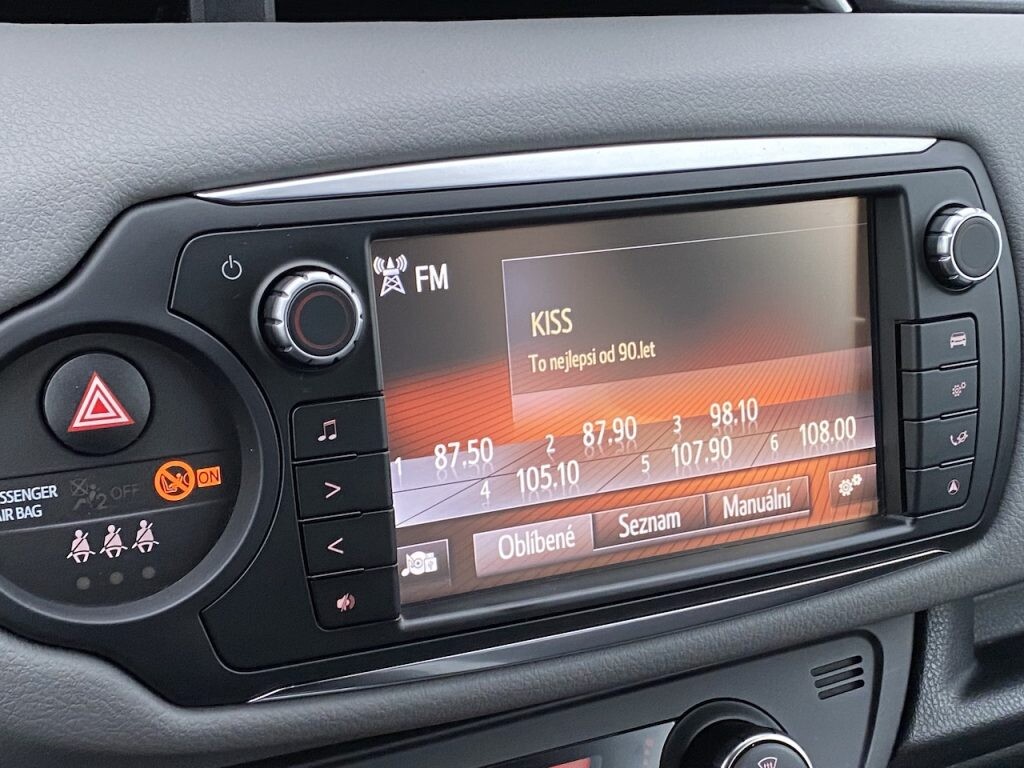 FM
KISS
To nejlepsi od 90.let
1 87.50 2 87.90 3 98.10
4 105.10 5 107.90 6 108.00
Oblíbené Seznam Manuální
ON
OFF
SSENGER
IR BAG